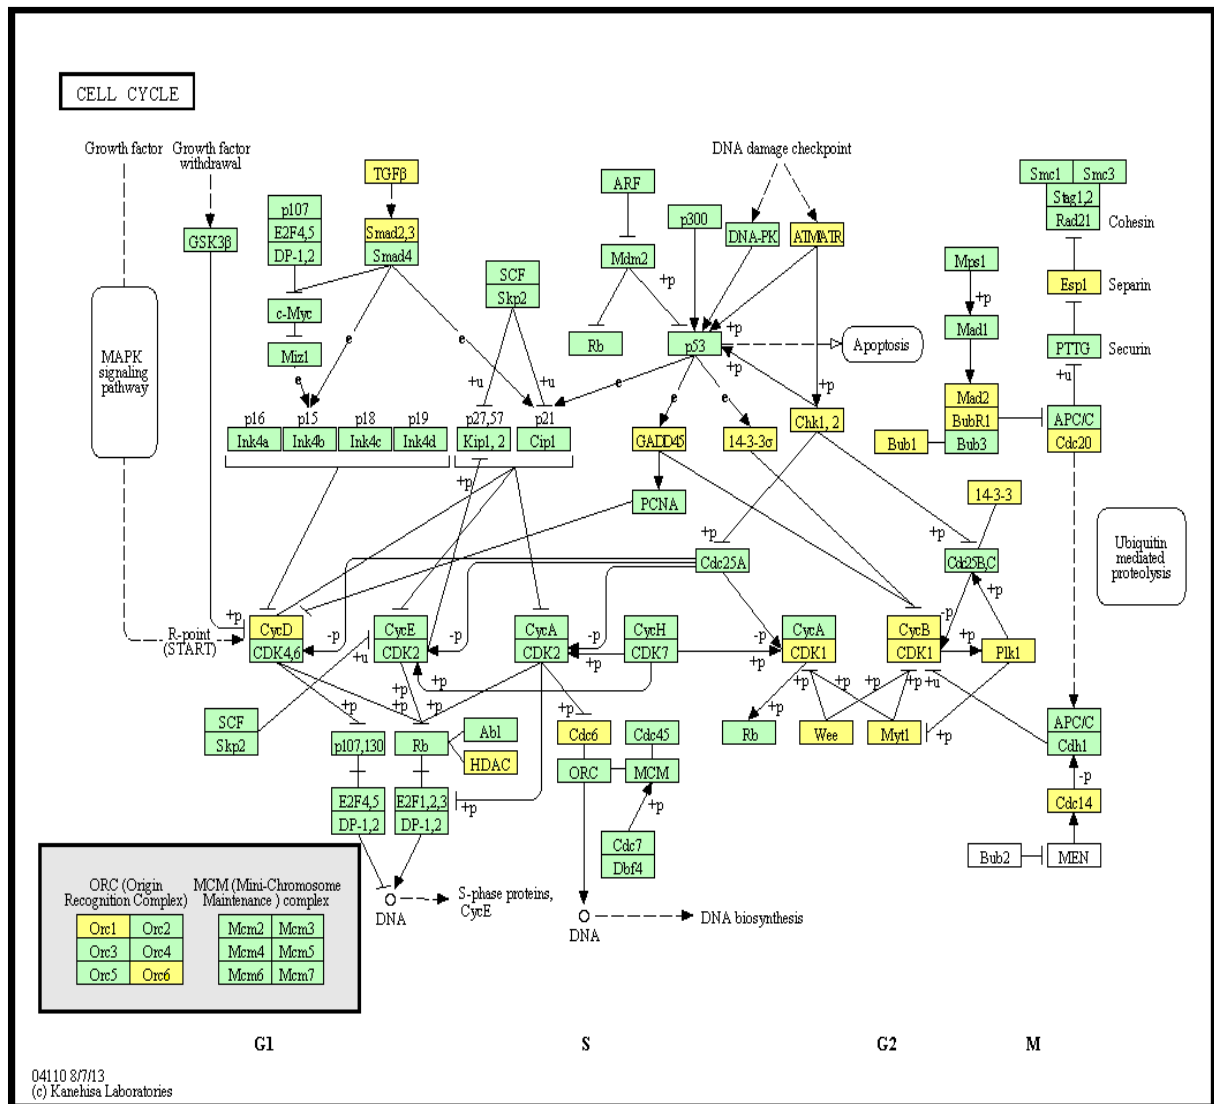 CELL CYCLE
Growth factor
Growth factor
withdrawal
DNA damage checkpoint
TGFβ
ARF
p300
Smc1
Smc3
Stag1,2
Rad21
Cohesin
p107
E2F4,5
DP-1,2
GSK3β
Smad2,3
Smad4
DNA-PK
ATM/ATR
Mdm2
Mps1
SCF
Skp2
+p
+p
Esp1
Separin
c-Myc
Mad1
MAPK
signaling
pathway
Miz1
Rb
+p
p53
+p
Apoptosis
PTTG
Securin
e
e
e
+u
+u
e
e
e
+p
+u
p16
Ink4a
p15
Ink4b
p18
Ink4c
p19
Ink4d
p27,57
Kip1, 2
p21
Cip1
GADD45
14-3-3σ
Chk1, 2
Mad2
BubR1
Bub3
Bub1
APC/C
Cdc20
+p
PCNA
14-3-3
+p
Cdc25A
+p
Cdc25B,C
Ubiquitin
mediated
proteolysis
R-point
(START)
+p
CycD
CDK4,6
-p
CycE
CDK2
-p
CycA
CDK2
-p
CycH
CDK7
-p
CycA
CDK1
CycB
CDK1
-p
+p
+p
Plk1
+u
+p
+p
+p
+p
+p
+p
+u
SCF
Skp2
+p
+p
+p
+p
p107,130
Rb
Abl
HDAC
+p
Cdc6
Cdc45
ORC
MCM
+p
Rb
Wee
Myt1
+p
APC/C
Cdh1
-p
E2F4,5
DP-1,2
E2F1,2,3
DP-1,2
+p
+p
Cdc7
Dbf4
Cdc14
Bub2
MEN
DNA
S-phase proteins,
CycE
DNA
DNA biosynthesis
ORC (Origin
Recognition Complex)
MCM (Mini-Chromosome
Maintenance ) complex
Orc1
Orc2
Mcm2
Mcm3
Orc3
Orc4
Mcm4
Mcm5
Orc5
Orc6
Mcm6
Mcm7
G1
S
G2
M
04110 8/7/13
(c) Kanehisa Laboratories